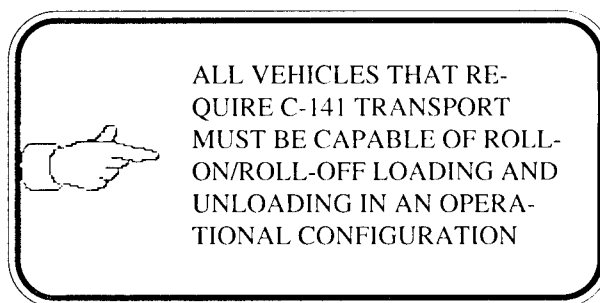 ALL VEHICLES THAT RE-
QUIRE C-141 TRANSPORT
MUST BE CAPABLE OF ROLL-
ON/ROLL-OFF LOADING AND
UNLOADING IN AN OPERA-
TIONAL CONFIGURATION